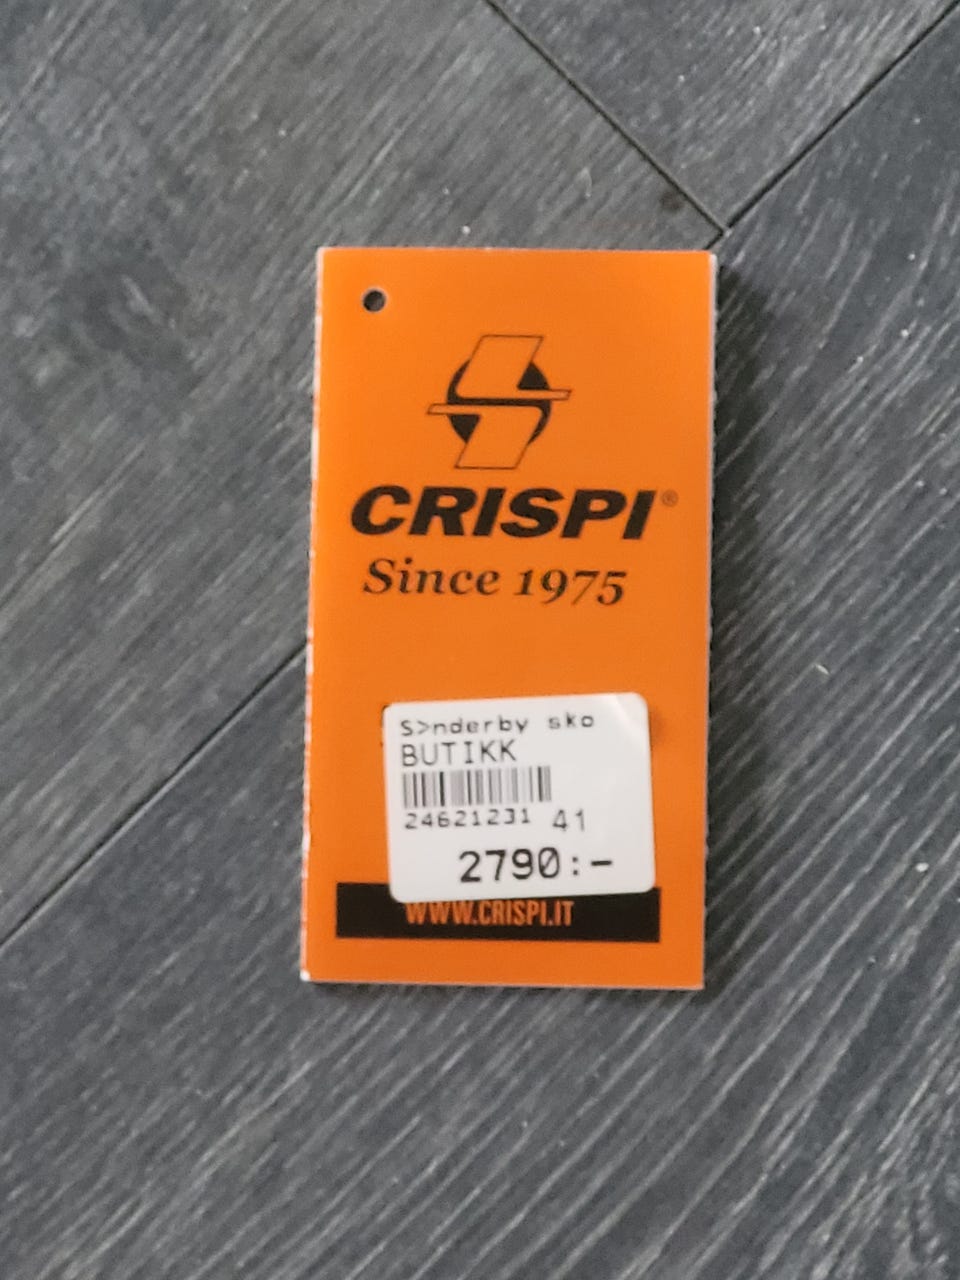 CRISPI®
Since 1975
S>nderby sko
BUTIKK
24621231 41
2790:-
WWW.CRISPI.IT